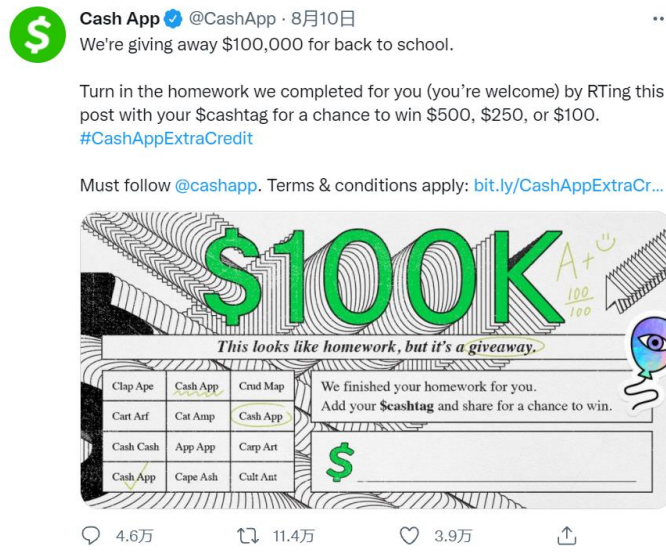 Cash App @CashApp · 8月10日
We're giving away $100,000 for back to school.
Turn in the homework we completed for you (you’re welcome) by RTing this
post with your $cashtag for a chance to win $500, $250, or $100.
#CashAppExtraCredit
Must follow @cashapp. Terms & conditions apply: bit.ly/CashAppExtraCr...
$100K
A+
100
100
This looks like homework, but it's a giveaway.
Clap Ape Cash App Crud Map
Cart Arf Cat Amp Cash App
Cash Cash App App Carp Art
Cash App Cape Ash Cult Ant
We finished your homework for you.
Add your $cashtag and share for a chance to win.
$
4.6万 11.4万 3.9万